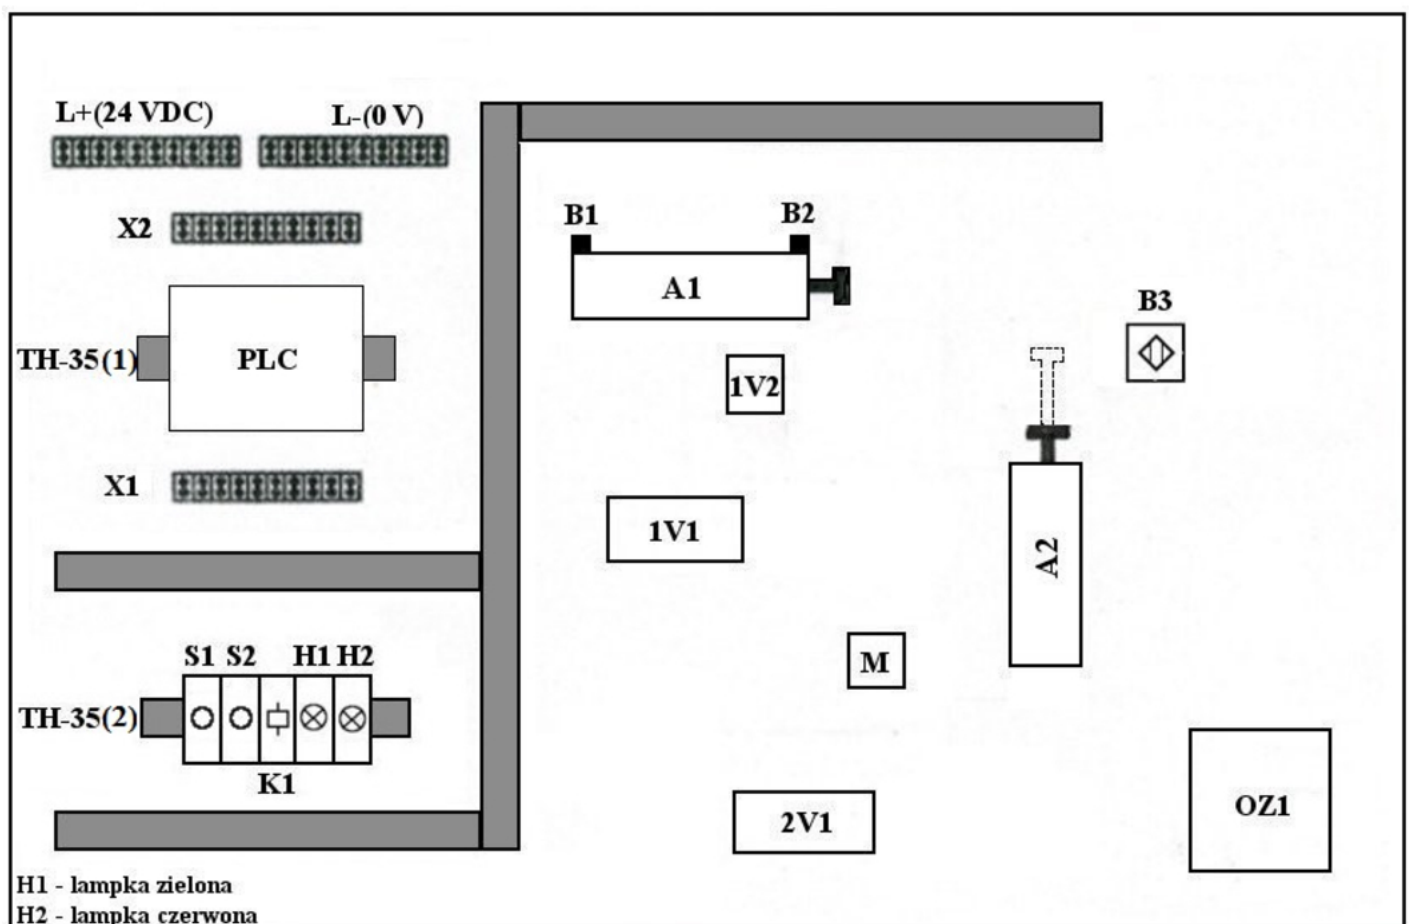 L+(24 VDC)
L-(0 V)
X2
B1
B2
A1
B3
TH-35(1)
PLC
1V2
X1
1V1
A2
M
S1 S2 H1 H2
TH-35(2)
K1
2V1
OZ1
H1 - lampka zielona
H2 - lampka czerwona